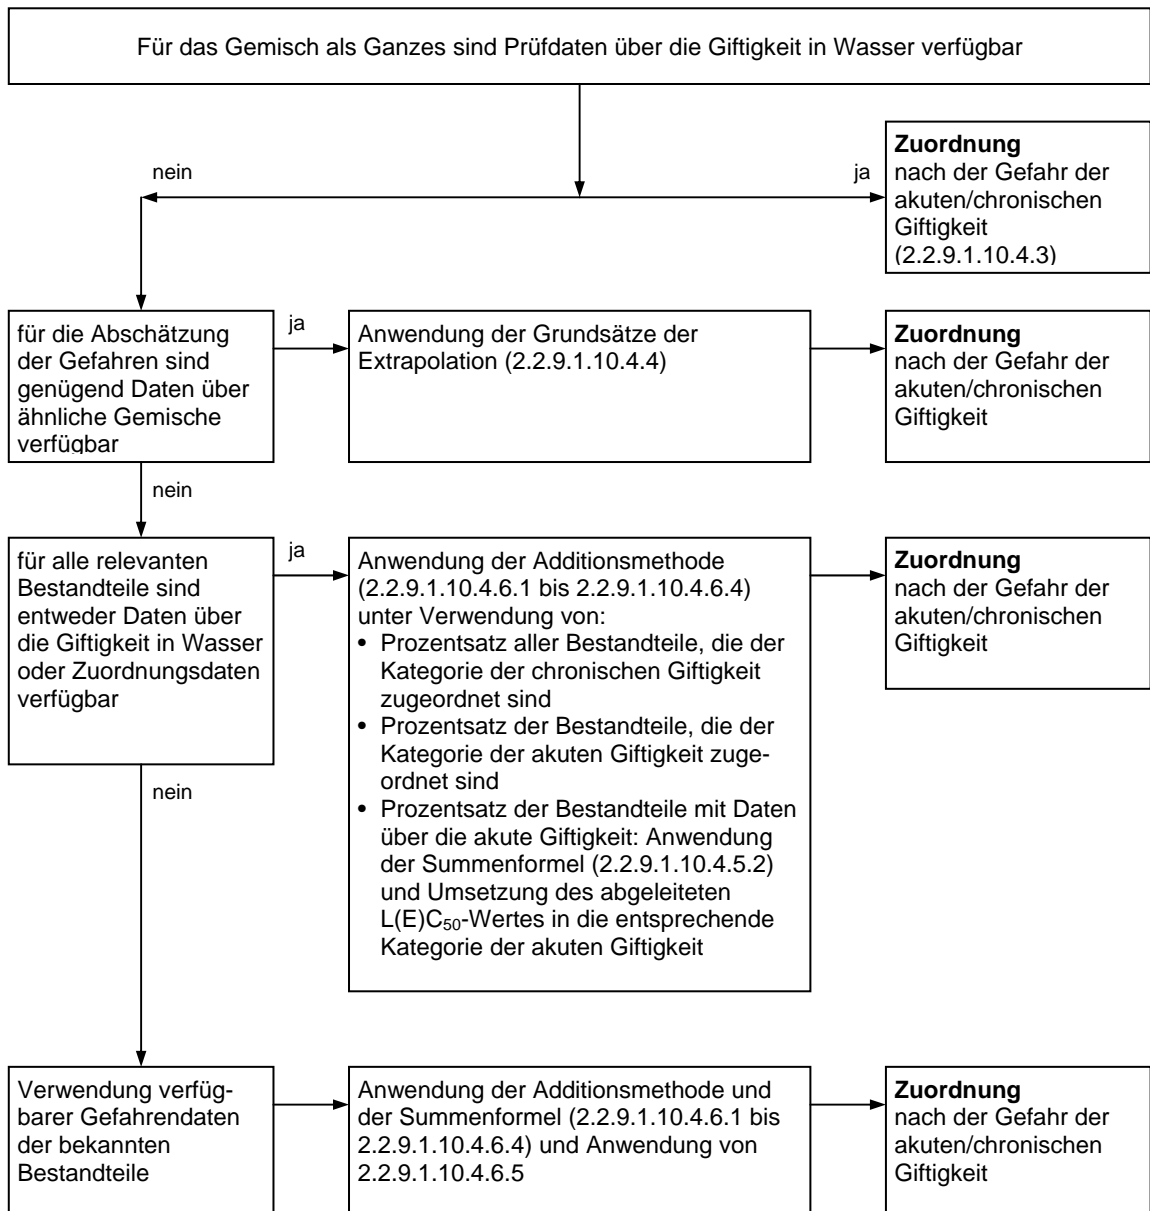 Für das Gemisch als Ganzes sind Prüfdaten über die Giftigkeit in Wasser verfügbar
nein
ja
Zuordnung
nach der Gefahr der
akuten/chronischen
Giftigkeit
(2.2.9.1.10.4.3)
für die Abschätzung
der Gefahren sind
genügend Daten über
ähnliche Gemische
verfügbar
ja
Anwendung der Grundsätze der
Extrapolation (2.2.9.1.10.4.4)
Zuordnung
nach der Gefahr der
akuten/chronischen
Giftigkeit
nein
für alle relevanten
Bestandteile sind
entweder Daten über
die Giftigkeit in Wasser
oder Zuordnungsdaten
verfügbar
ja
Anwendung der Additionsmethode
(2.2.9.1.10.4.6.1 bis 2.2.9.1.10.4.6.4)
unter Verwendung von:
• Prozentsatz aller Bestandteile, die der
Kategorie der chronischen Giftigkeit
zugeordnet sind
• Prozentsatz der Bestandteile, die der
Kategorie der akuten Giftigkeit zuge-
ordnet sind
• Prozentsatz der Bestandteile mit Daten
über die akute Giftigkeit: Anwendung
der Summenformel (2.2.9.1.10.4.5.2)
und Umsetzung des abgeleiteten
L(E)C₅₀-Wertes in die entsprechende
Kategorie der akuten Giftigkeit
Zuordnung
nach der Gefahr der
akuten/chronischen
Giftigkeit
nein
Verwendung verfüg-
barer Gefahrendaten
der bekannten
Bestandteile
Anwendung der Additionsmethode und
der Summenformel (2.2.9.1.10.4.6.1 bis
2.2.9.1.10.4.6.4) und Anwendung von
2.2.9.1.10.4.6.5
Zuordnung
nach der Gefahr der
akuten/chronischen
Giftigkeit